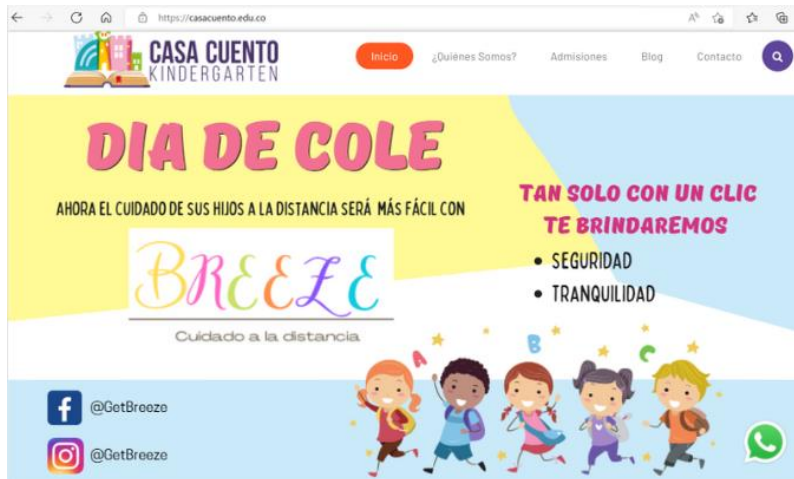 https://casacuento.edu.co
CASA CUENTO
KINDERGARTEN
Inicio
¿Quiénes Somos?
Admisiones
Blog
Contacto
DIA DE COLE
AHORA EL CUIDADO DE SUS HIJOS A LA DISTANCIA SERÁ MÁS FÁCIL CON
BREEZE
Cuidado a la distancia
TAN SOLO CON UN CLIC
TE BRINDAREMOS
• SEGURIDAD
• TRANQUILIDAD
A B C
@GetBreeze
@GetBreeze